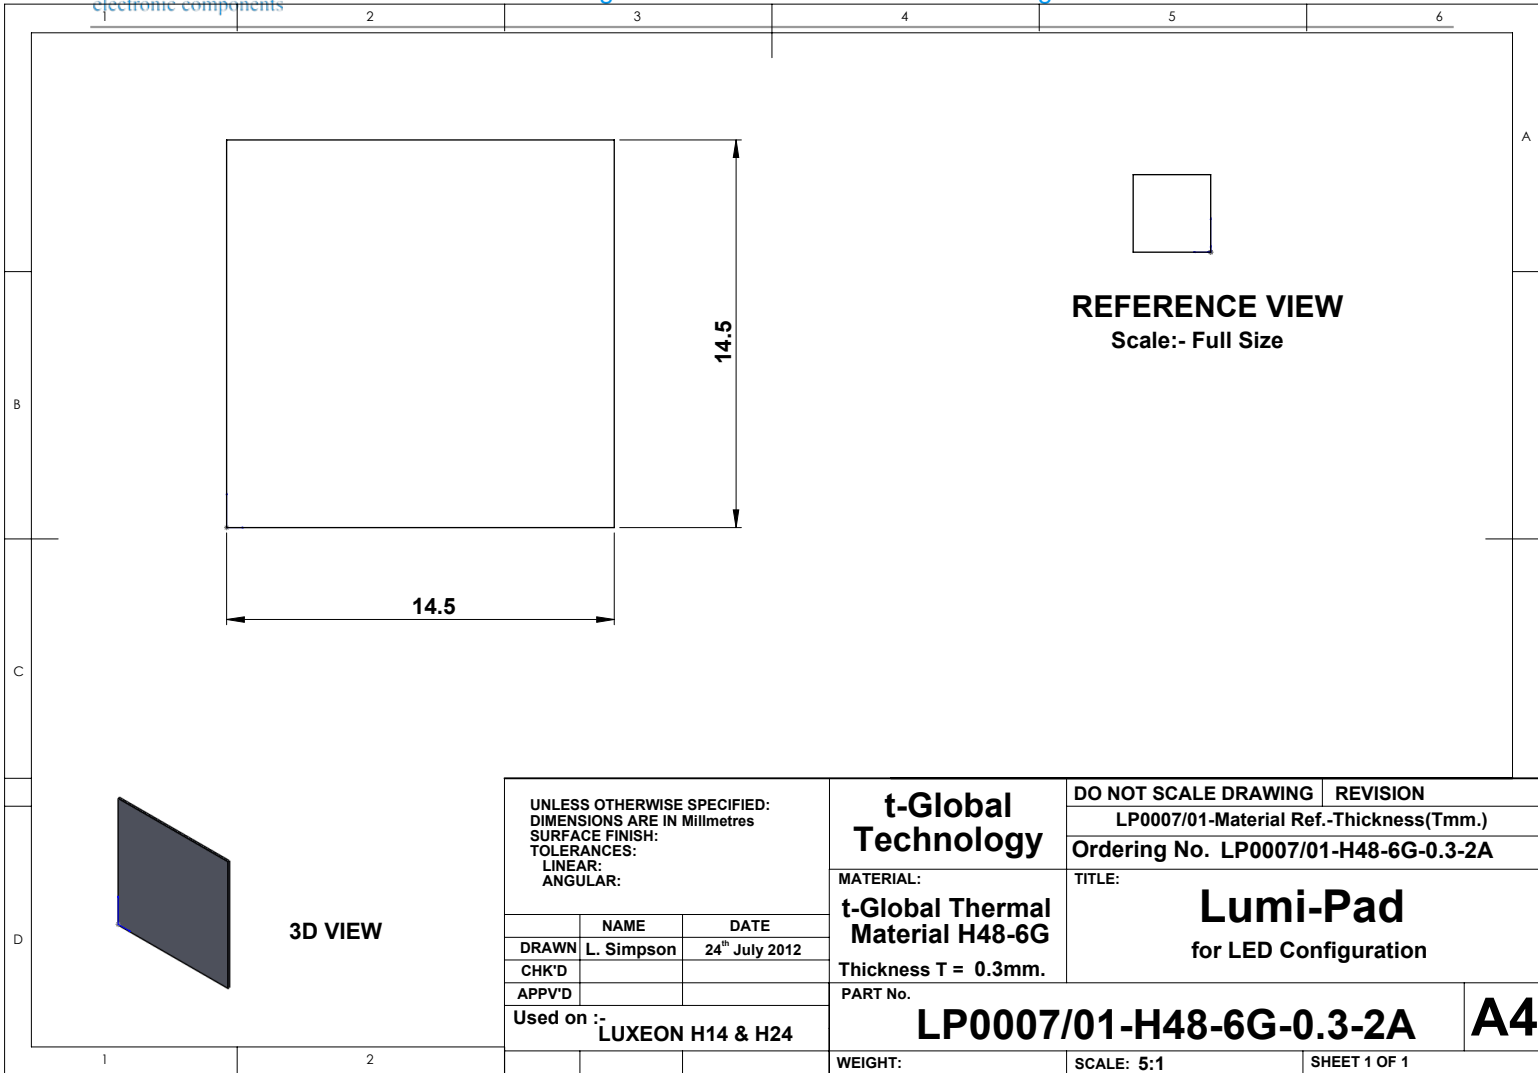 electronic components
1 2 3 4 5 6
A
B
C
D
14.5
14.5
REFERENCE VIEW
Scale:- Full Size
3D VIEW
UNLESS OTHERWISE SPECIFIED:
DIMENSIONS ARE IN Millmetres
SURFACE FINISH:
TOLERANCES:
LINEAR:
ANGULAR:
NAME DATE
DRAWN L. Simpson 24th July 2012
CHK'D
APPV'D
Used on :-
LUXEON H14 & H24
t-Global
Technology
MATERIAL:
t-Global Thermal
Material H48-6G
Thickness T = 0.3mm.
DO NOT SCALE DRAWING REVISION
LP0007/01-Material Ref.-Thickness(Tmm.)
Ordering No. LP0007/01-H48-6G-0.3-2A
TITLE:
Lumi-Pad
for LED Configuration
PART No.
LP0007/01-H48-6G-0.3-2A
A4
WEIGHT:
SCALE: 5:1
SHEET 1 OF 1
1 2